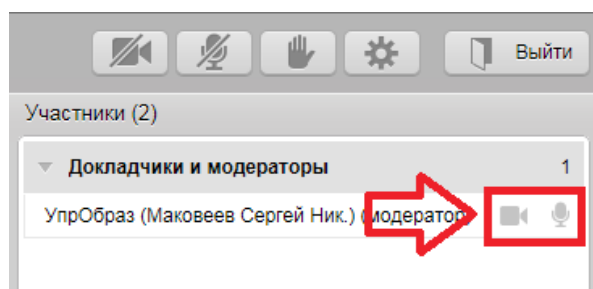 Выйти
Участники (2)
Докладчики и модераторы 1
УпрОбраз (Маковеев Сергей Ник.) (модератор